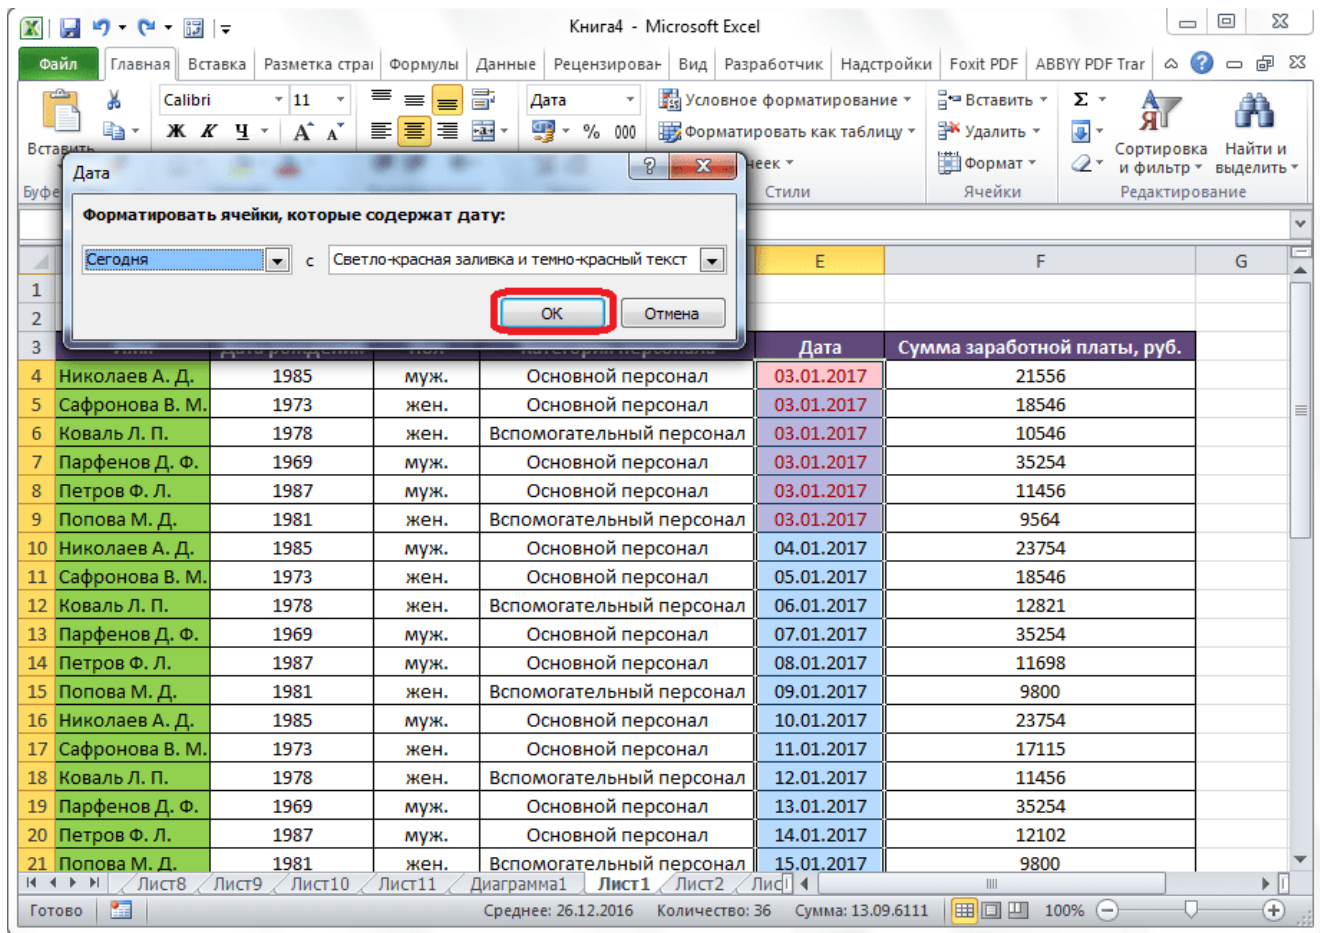 Книга4 - Microsoft Excel
Файл Главная Вставка Разметка стран Формулы Данные Рецензирован Вид Разработчик Надстройки Foxit PDF ABBYY PDF Tran
Calibri 11 Дата Условное форматирование Вставить Σ
Ж К Ч % 000 Форматировать как таблицу Удалить Сортировка Найти и
Вставить Формат и фильтр выделить
Стили Ячейки Редактирование
Дата
Форматировать ячейки, которые содержат дату:
Сегодня с Светло-красная заливка и темно-красный текст
ОК Отмена
E F G
1
2
3 Дата Сумма заработной платы, руб.
4 Николаев А. Д. 1985 муж. Основной персонал 03.01.2017 21556
5 Сафронова В. М. 1973 жен. Основной персонал 03.01.2017 18546
6 Коваль Л. П. 1978 жен. Вспомогательный персонал 03.01.2017 10546
7 Парфенов Д. Ф. 1969 муж. Основной персонал 03.01.2017 35254
8 Петров Ф. Л. 1987 муж. Основной персонал 03.01.2017 11456
9 Попова М. Д. 1981 жен. Вспомогательный персонал 03.01.2017 9564
10 Николаев А. Д. 1985 муж. Основной персонал 04.01.2017 23754
11 Сафронова В. М. 1973 жен. Основной персонал 05.01.2017 18546
12 Коваль Л. П. 1978 жен. Вспомогательный персонал 06.01.2017 12821
13 Парфенов Д. Ф. 1969 муж. Основной персонал 07.01.2017 35254
14 Петров Ф. Л. 1987 муж. Основной персонал 08.01.2017 11698
15 Попова М. Д. 1981 жен. Вспомогательный персонал 09.01.2017 9800
16 Николаев А. Д. 1985 муж. Основной персонал 10.01.2017 23754
17 Сафронова В. М. 1973 жен. Основной персонал 11.01.2017 17115
18 Коваль Л. П. 1978 жен. Вспомогательный персонал 12.01.2017 11456
19 Парфенов Д. Ф. 1969 муж. Основной персонал 13.01.2017 35254
20 Петров Ф. Л. 1987 муж. Основной персонал 14.01.2017 12102
21 Попова М. Д. 1981 жен. Вспомогательный персонал 15.01.2017 9800
Лист8 Лист9 Лист10 Лист11 Диаграмма1 Лист1 Лист2 Лис
Готово Среднее: 26.12.2016 Количество: 36 Сумма: 13.09.6111 100%